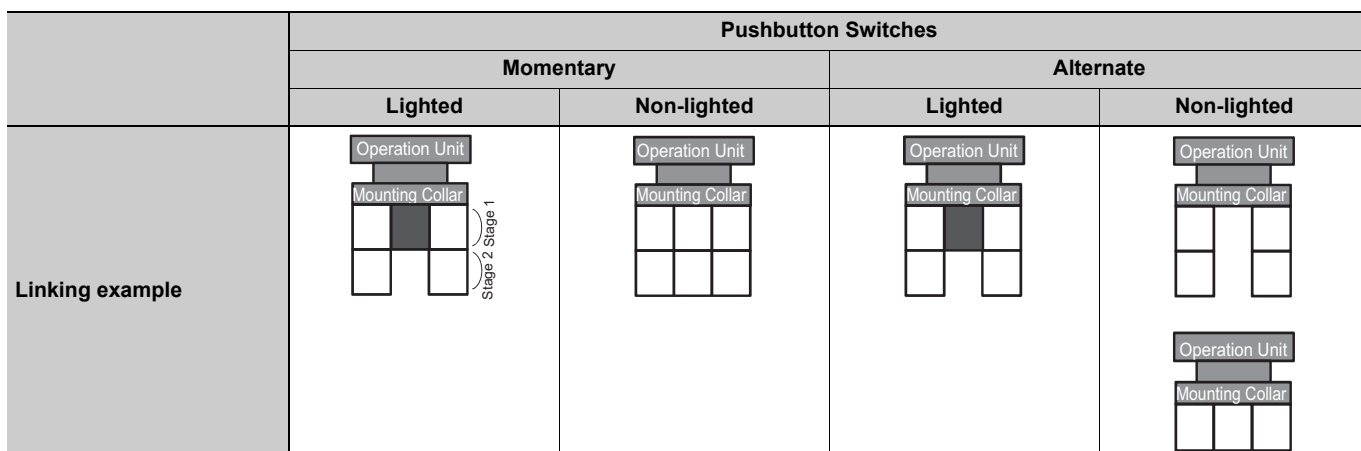 Pushbutton Switches
Momentary
Alternate
Lighted
Non-lighted
Lighted
Non-lighted
Linking example
Operation Unit
Mounting Collar
Stage 1
Stage 2
Operation Unit
Mounting Collar
Operation Unit
Mounting Collar
Operation Unit
Mounting Collar
Operation Unit
Mounting Collar